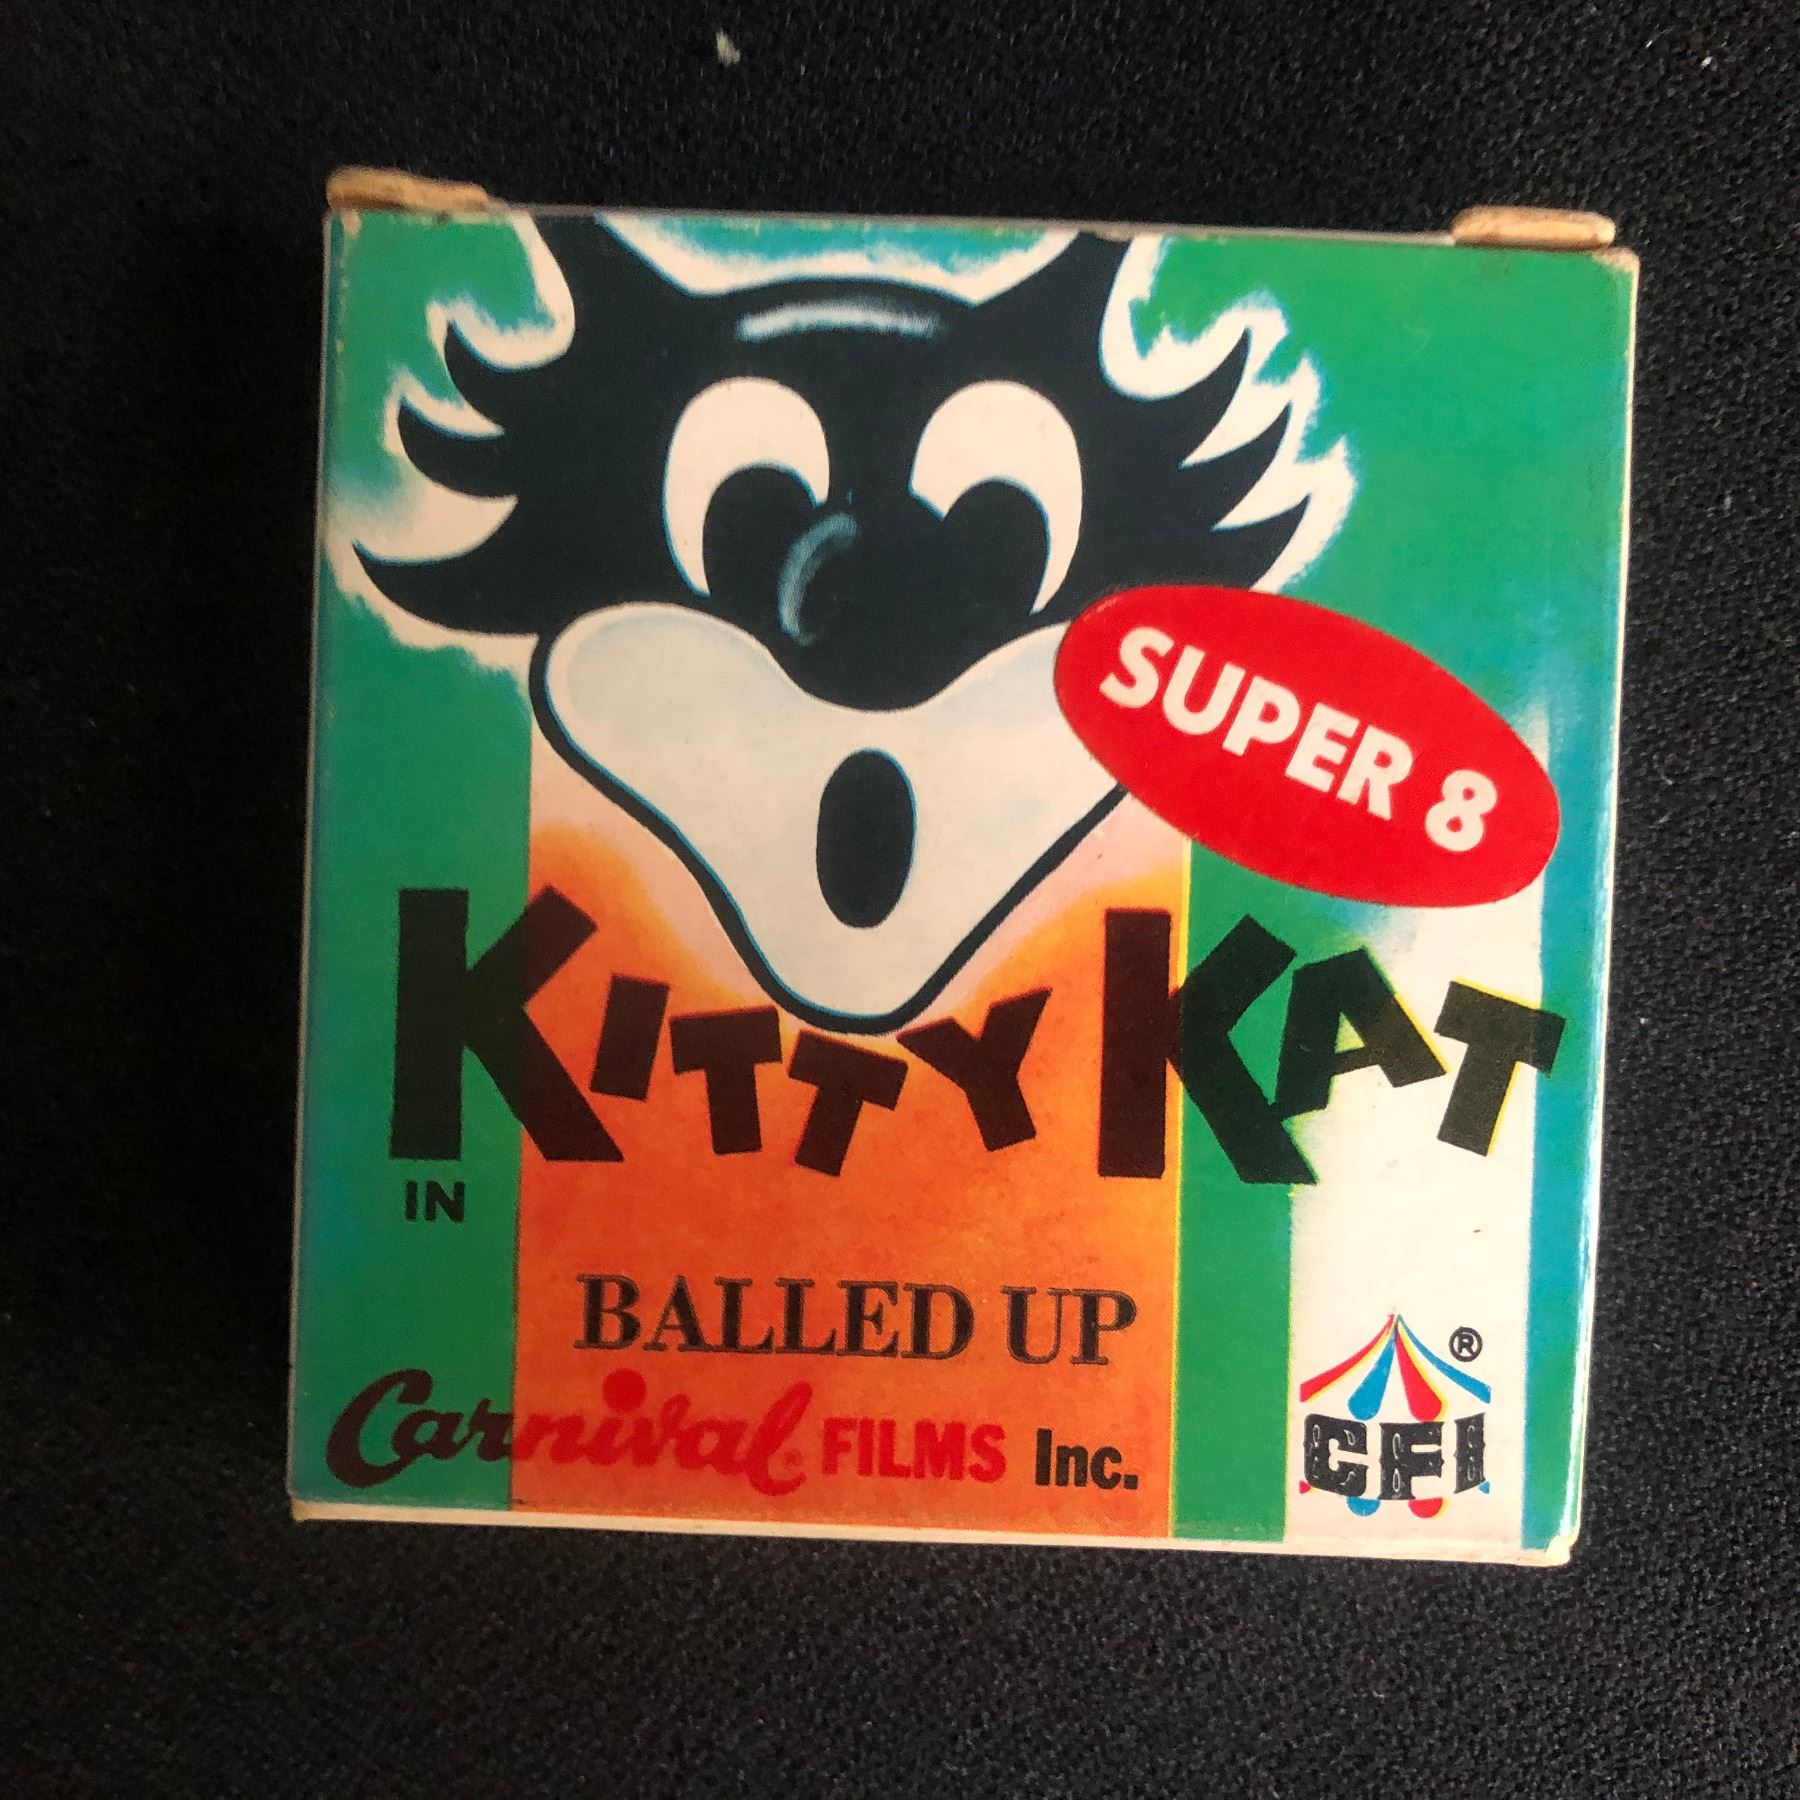 SUPER 8
KITTY KAT
IN
BALLED UP
Carnival FILMS Inc.
®
CFI